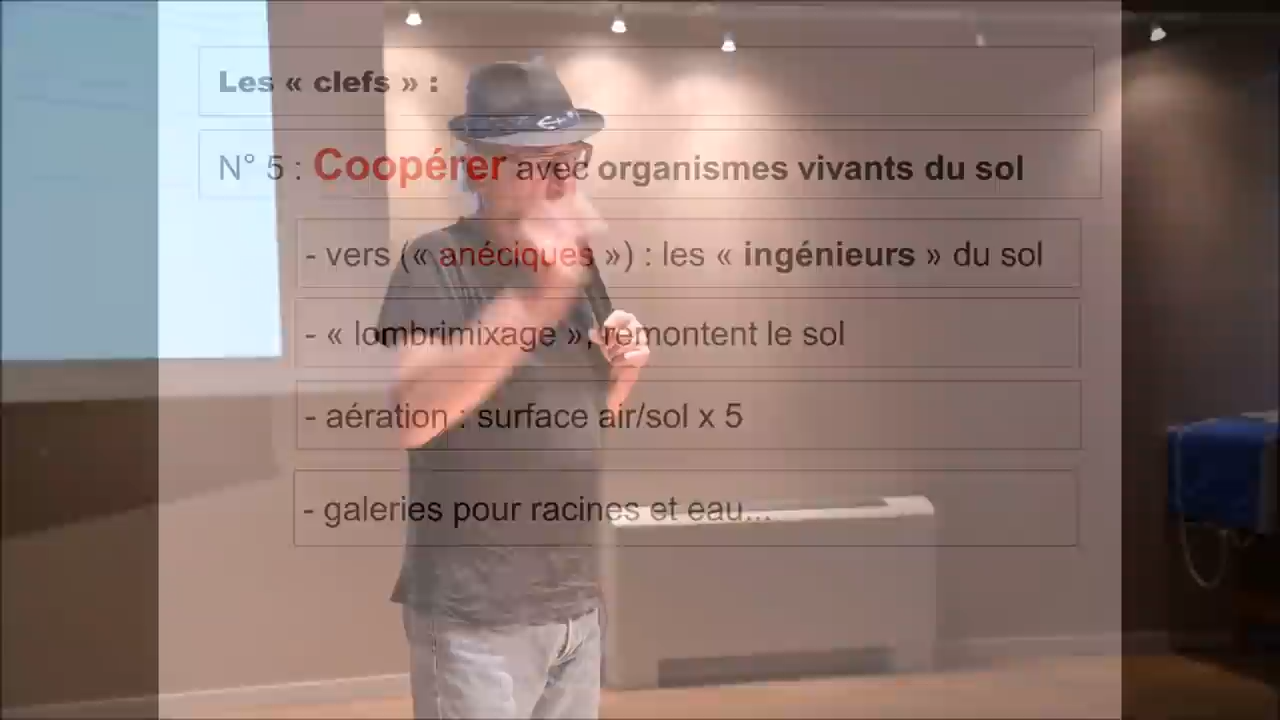 Les « clefs » :
N° 5 : Coopérer avec organismes vivants du sol
- vers (« anéciques ») : les « ingénieurs » du sol
- « lombrimixage », remontent le sol
- aération : surface air/sol x 5
- galeries pour racines et eau...